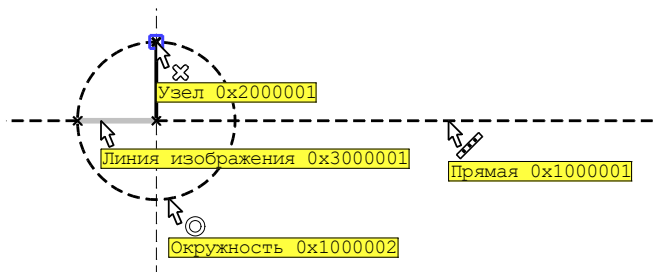 Узел 0x2000001
Линия изображения 0x3000001
Прямая 0x1000001
Окружность 0x1000002